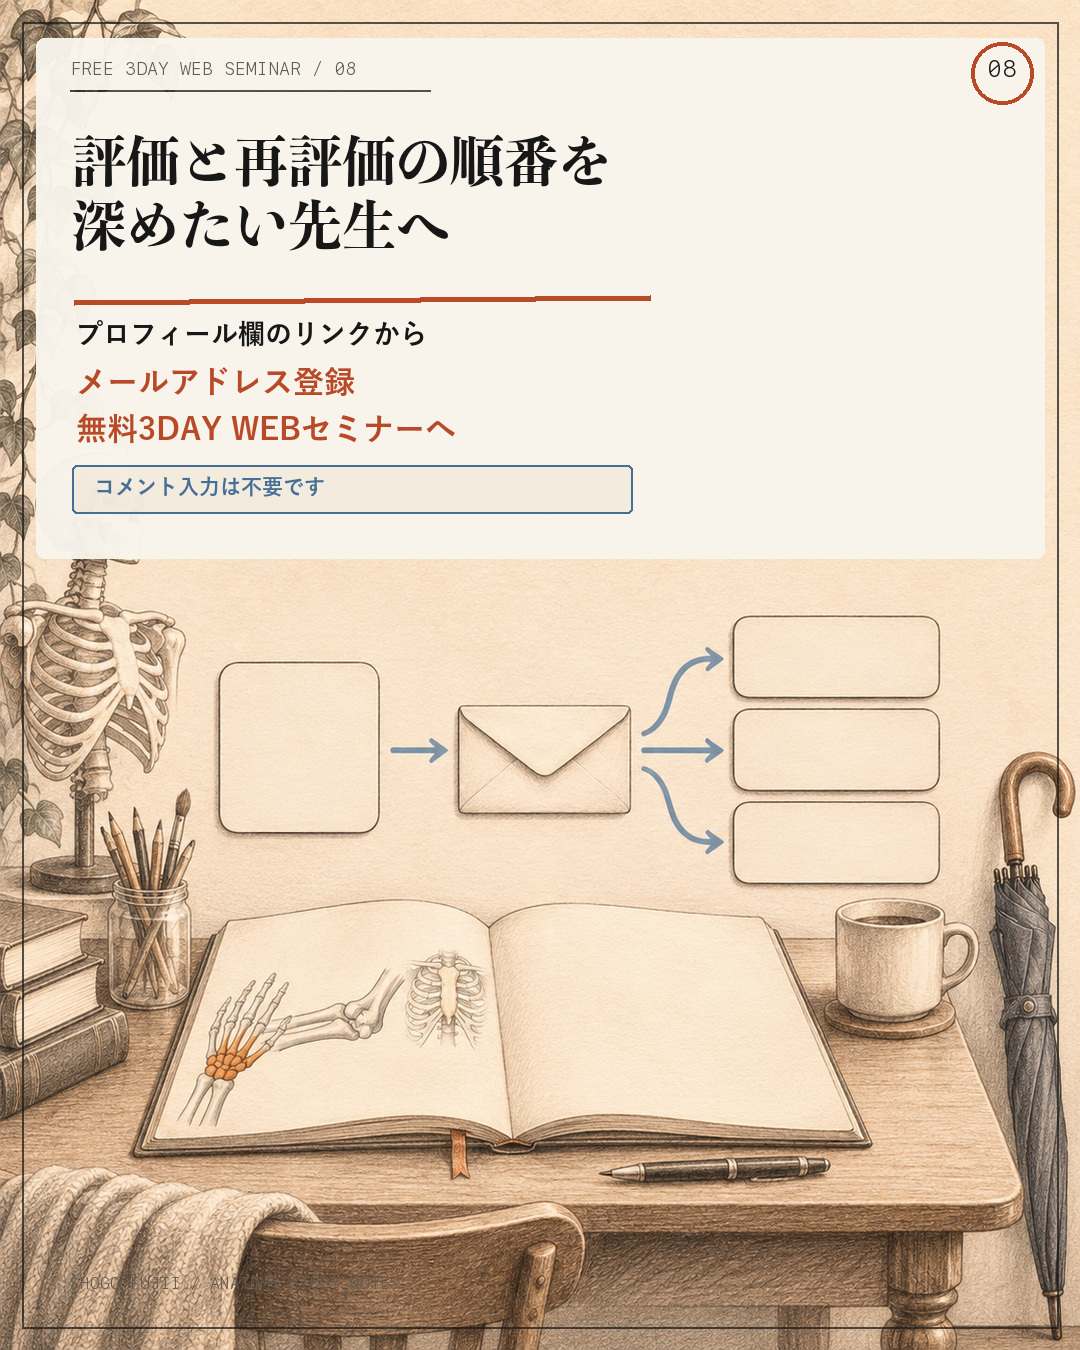 FREE 3DAY WEB SEMINAR / 08
08
評価と再評価の順番を
深めたい先生へ
プロフィール欄のリンクから
メールアドレス登録
無料3DAY WEBセミナーへ
コメント入力は不要です
SHOGO FUJII /